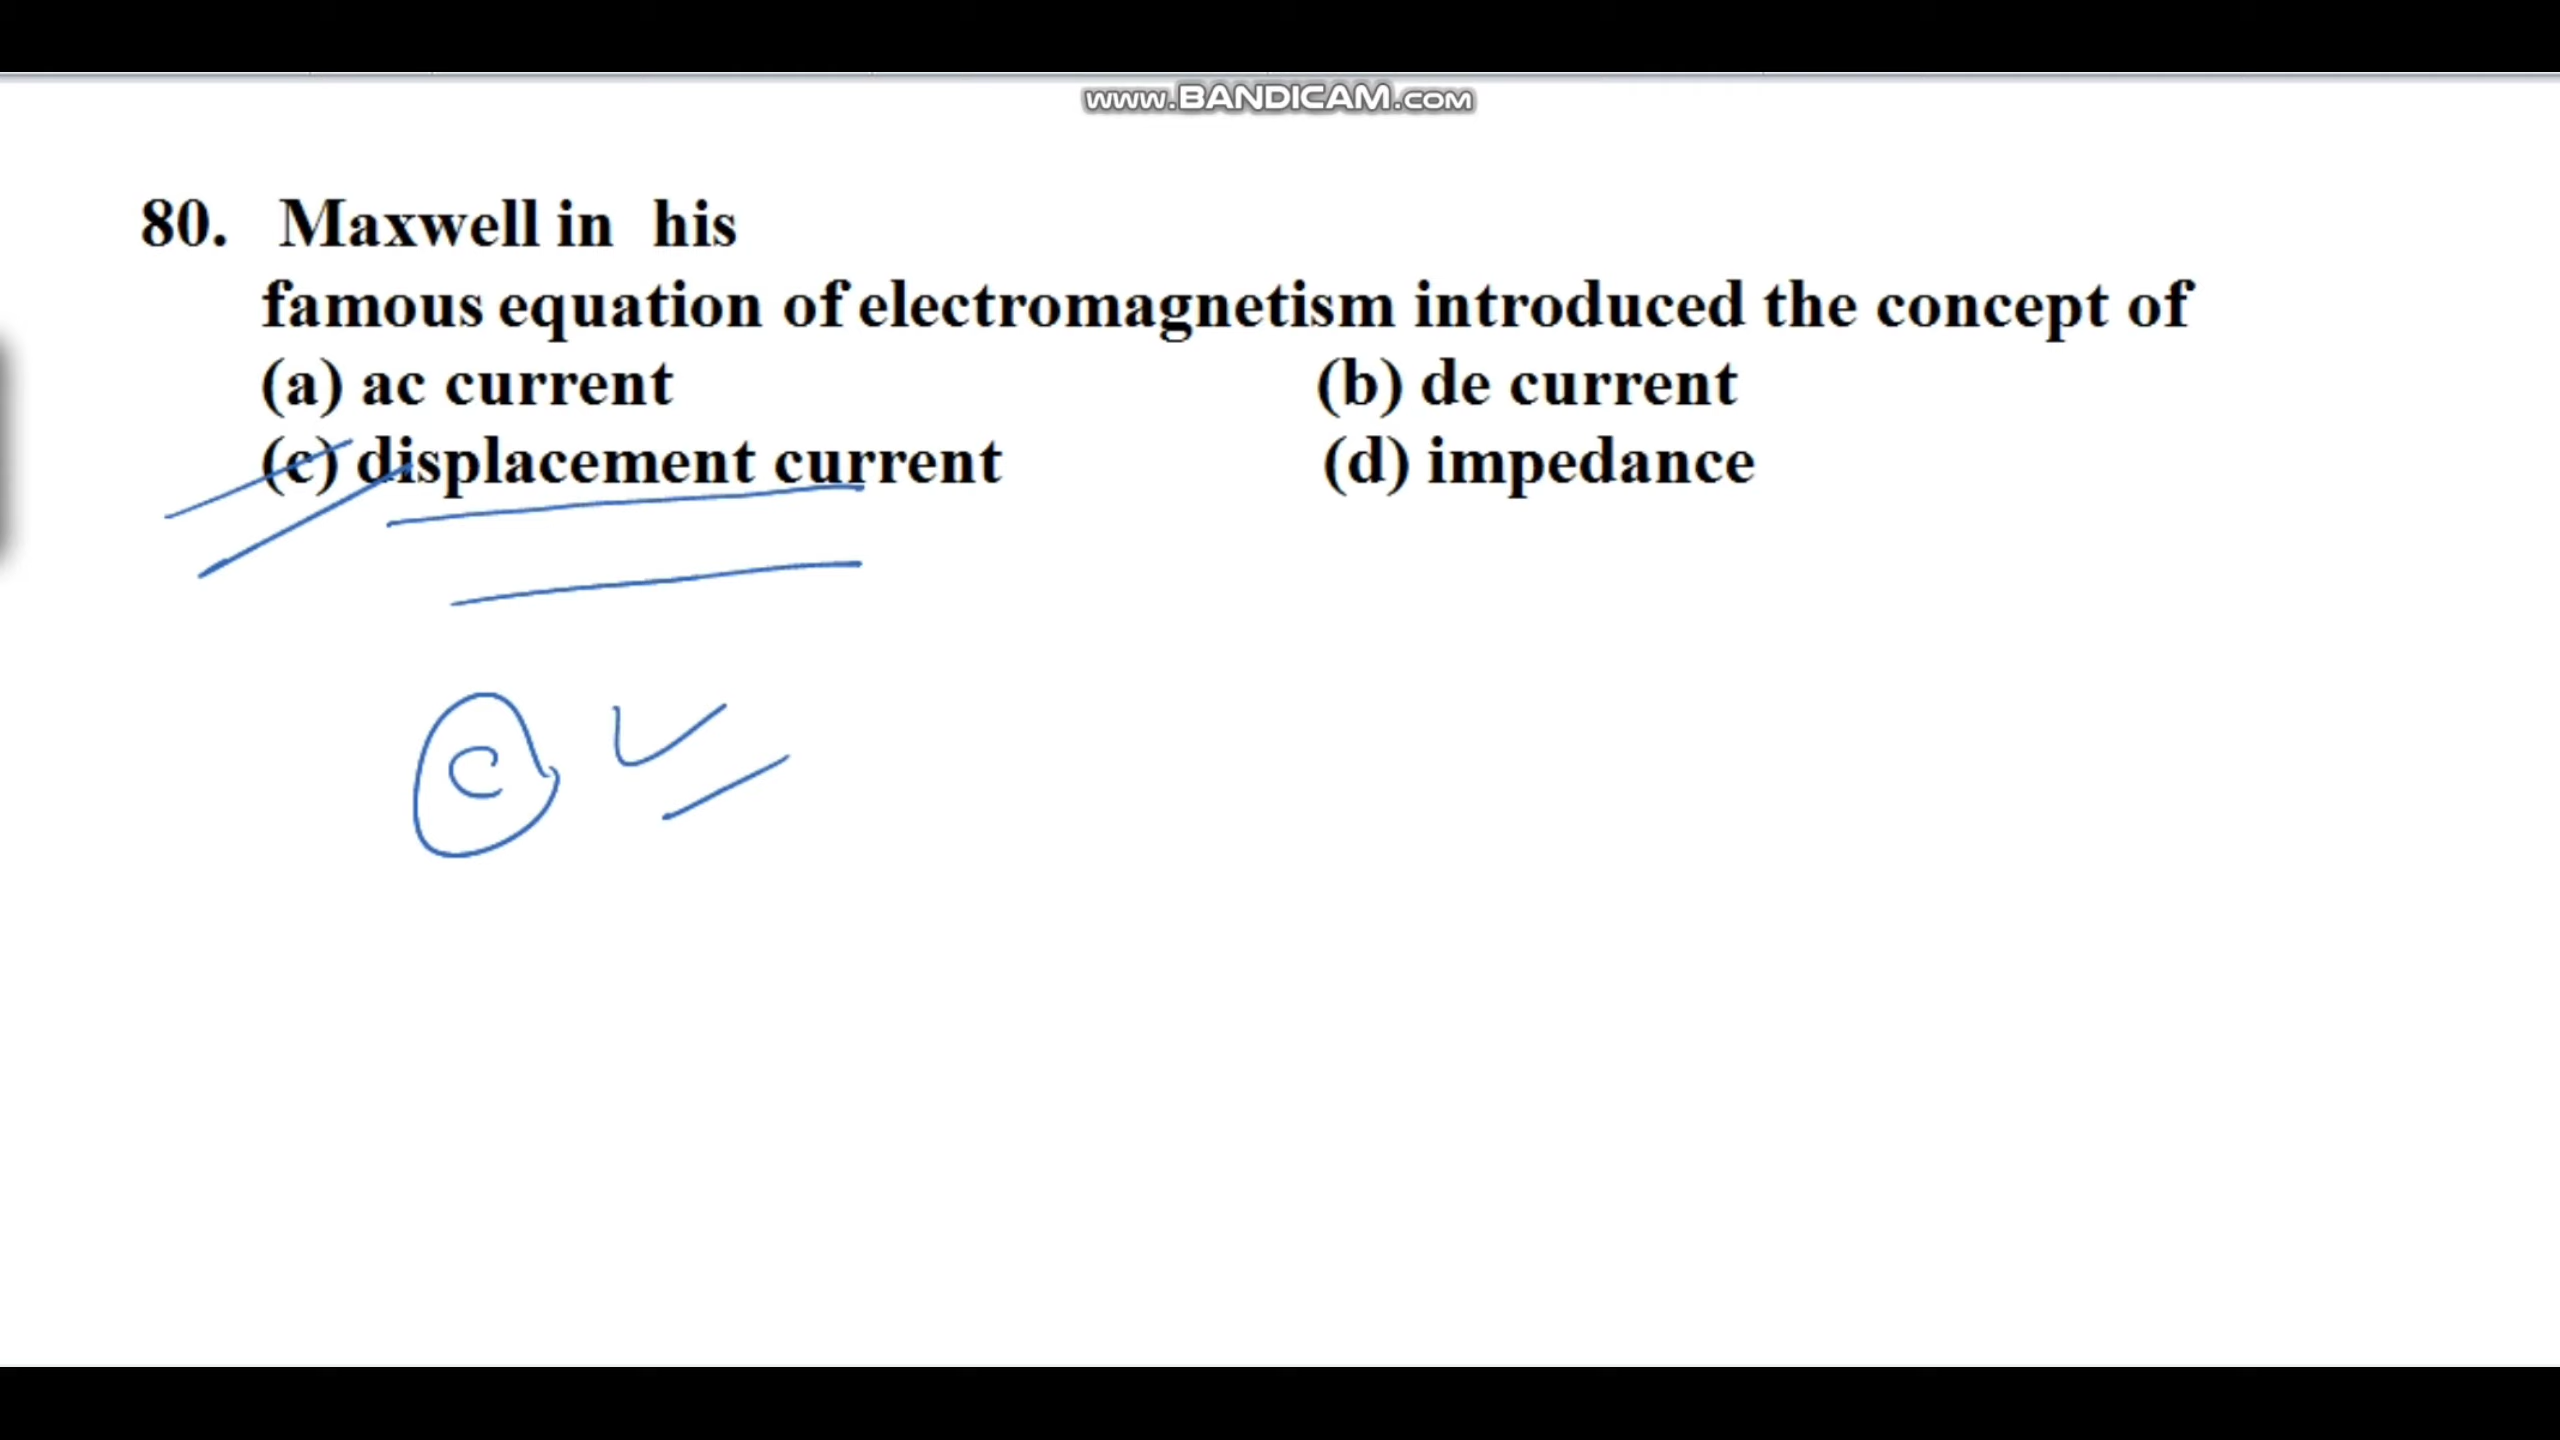 www.BANDICAM.com
80. Maxwell in his
famous equation of electromagnetism introduced the concept of
(a) ac current (b) de current
(c) displacement current (d) impedance
c